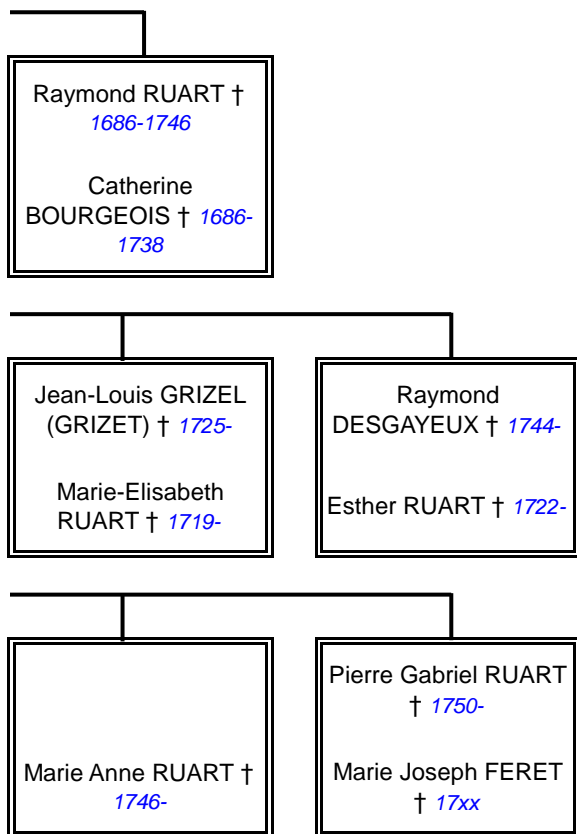 Raymond RUART †
1686-1746
Catherine
BOURGEOIS † 1686-
1738
Jean-Louis GRIZEL
(GRIZET) † 1725-
Marie-Elisabeth
RUART † 1719-
Raymond
DESGAYEUX † 1744-
Esther RUART † 1722-
Marie Anne RUART †
1746-
Pierre Gabriel RUART
† 1750-
Marie Joseph FERET
† 17xx